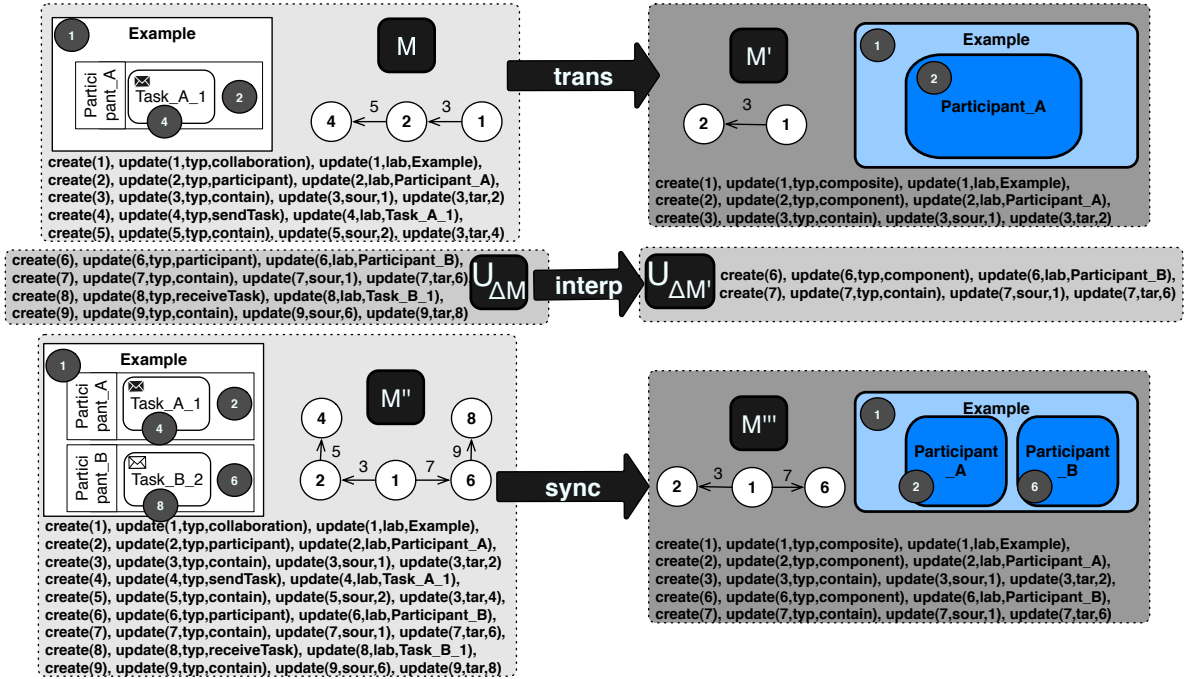 1
Example
Partici
pant_A
Task_A_1
2
4
M
4
5
2
3
1
create(1), update(1,typ,collaboration), update(1,lab,Example),
create(2), update(2,typ,participant), update(2,lab,Participant_A),
create(3), update(3,typ,contain), update(3,sour,1), update(3,tar,2)
create(4), update(4,typ,sendTask), update(4,lab,Task_A_1),
create(5), update(5,typ,contain), update(5,sour,2), update(3,tar,4)
trans
M'
2
3
1
1
Example
2
Participant_A
create(1), update(1,typ,composite), update(1,lab,Example),
create(2), update(2,typ,component), update(2,lab,Participant_A),
create(3), update(3,typ,contain), update(3,sour,1), update(3,tar,2)
create(6), update(6,typ,participant), update(6,lab,Participant_B),
create(7), update(7,typ,contain), update(7,sour,1), update(7,tar,6)
create(8), update(8,typ,receiveTask), update(8,lab,Task_B_1),
create(9), update(9,typ,contain), update(9,sour,6), update(9,tar,8)
UΔM
interp
UΔM'
create(6), update(6,typ,component), update(6,lab,Participant_B),
create(7), update(7,typ,contain), update(7,sour,1), update(7,tar,6)
1
Example
Partici
pant_A
Task_A_1
2
4
Partici
pant_B
Task_B_2
6
8
M''
4
8
5
9
2
3
1
7
6
create(1), update(1,typ,collaboration), update(1,lab,Example),
create(2), update(2,typ,participant), update(2,lab,Participant_A),
create(3), update(3,typ,contain), update(3,sour,1), update(3,tar,2)
create(4), update(4,typ,sendTask), update(4,lab,Task_A_1),
create(5), update(5,typ,contain), update(5,sour,2), update(3,tar,4),
create(6), update(6,typ,participant), update(6,lab,Participant_B),
create(7), update(7,typ,contain), update(7,sour,1), update(7,tar,6),
create(8), update(8,typ,receiveTask), update(8,lab,Task_B_1),
create(9), update(9,typ,contain), update(9,sour,6), update(9,tar,8)
sync
M'''
2
3
1
7
6
1
Example
Participant
_A
2
Participant
_B
6
create(1), update(1,typ,composite), update(1,lab,Example),
create(2), update(2,typ,component), update(2,lab,Participant_A),
create(3), update(3,typ,contain), update(3,sour,1), update(3,tar,2),
create(6), update(6,typ,component), update(6,lab,Participant_B),
create(7), update(7,typ,contain), update(7,sour,1), update(7,tar,6)